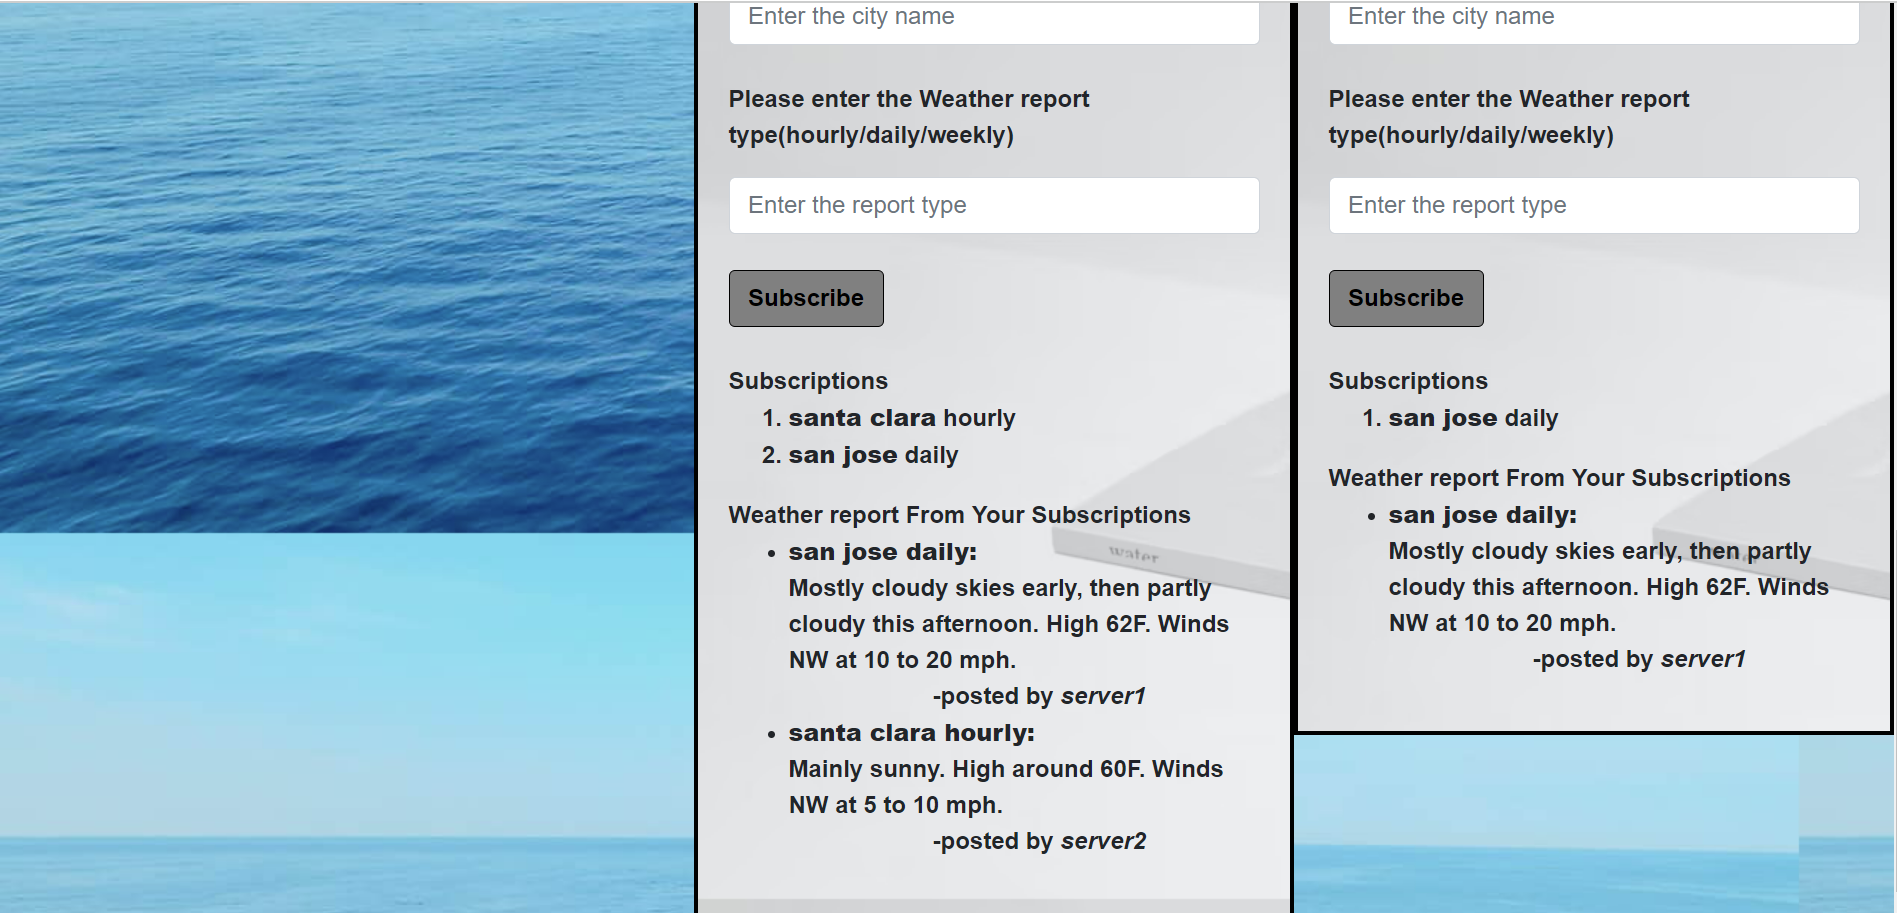 Enter the city name
Please enter the Weather report
type(hourly/daily/weekly)
Enter the report type
Subscribe
Subscriptions
1. santa clara hourly
2. san jose daily
Weather report From Your Subscriptions
• san jose daily:
Mostly cloudy skies early, then partly
cloudy this afternoon. High 62F. Winds
NW at 10 to 20 mph.
-posted by server1
• santa clara hourly:
Mainly sunny. High around 60F. Winds
NW at 5 to 10 mph.
-posted by server2
water
Enter the city name
Please enter the Weather report
type(hourly/daily/weekly)
Enter the report type
Subscribe
Subscriptions
1. san jose daily
Weather report From Your Subscriptions
• san jose daily:
Mostly cloudy skies early, then partly
cloudy this afternoon. High 62F. Winds
NW at 10 to 20 mph.
-posted by server1